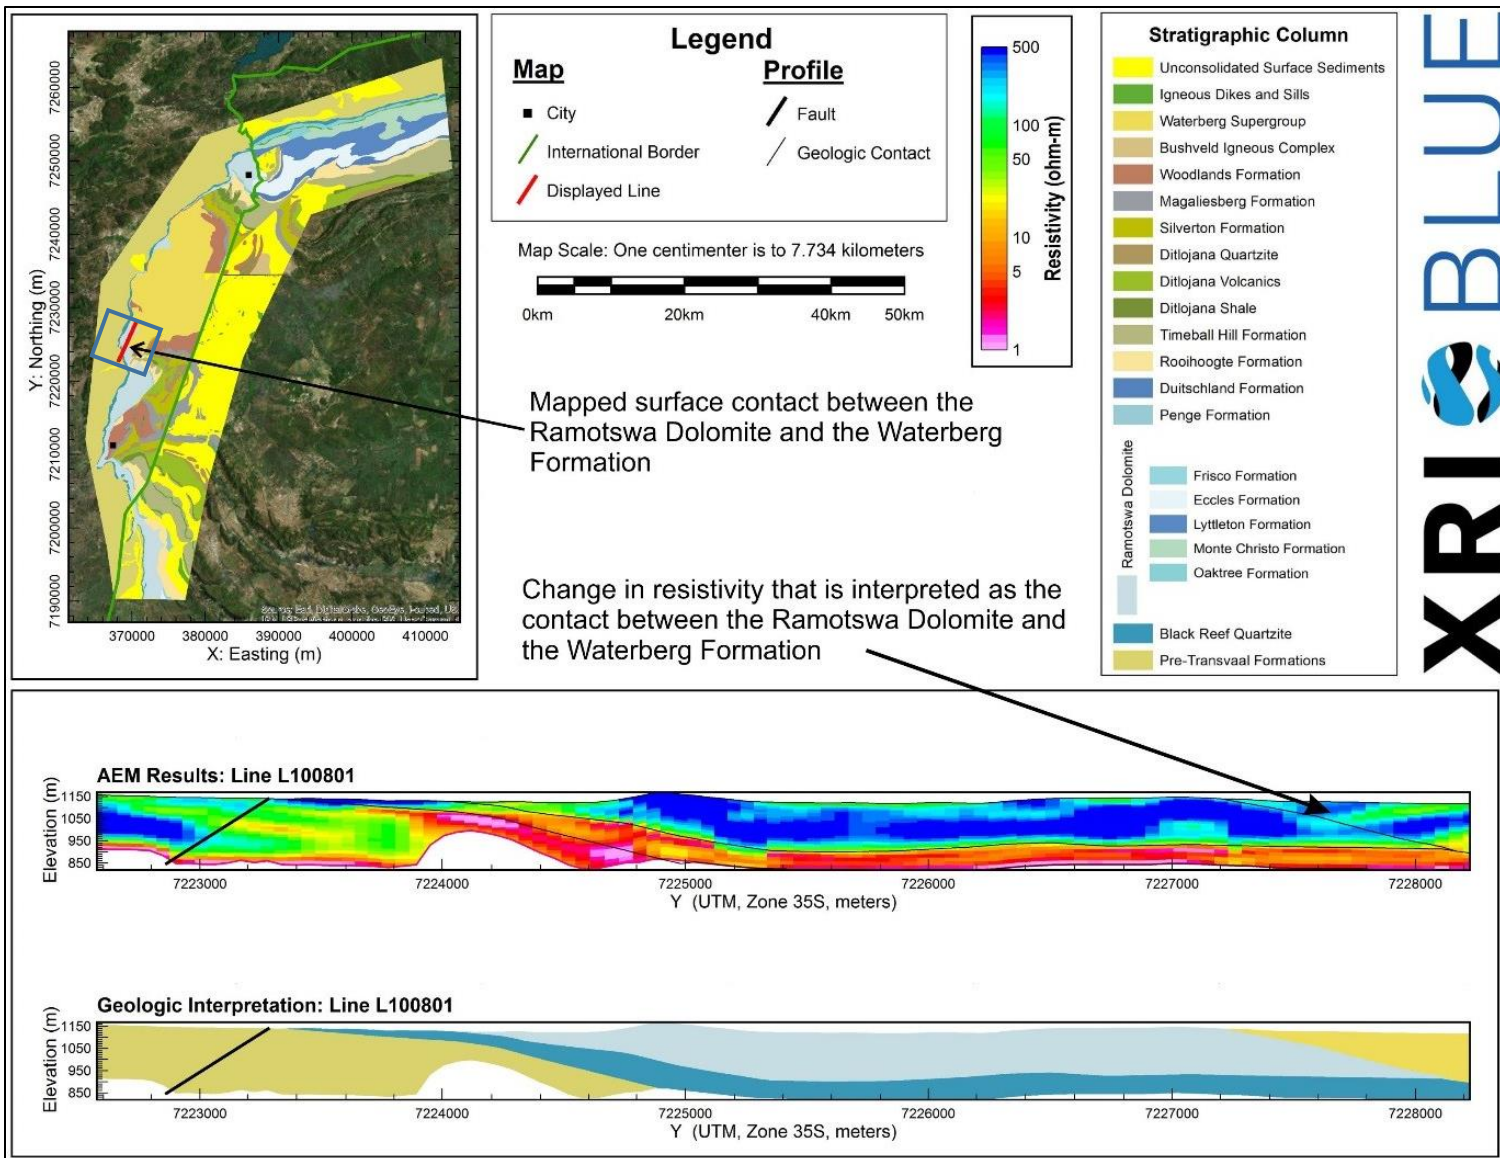 7260000
7250000
7240000
7230000
7220000
7210000
7200000
7190000
Y: Northing (m)
370000 380000 390000 400000 410000
X: Easting (m)
Legend
Map
City
International Border
Displayed Line
Profile
Fault
Geologic Contact
Map Scale: One centimenter is to 7.734 kilometers
0km 20km 40km 50km
500
100
50
10
5
1
Resistivity (ohm-m)
Mapped surface contact between the
Ramotswa Dolomite and the Waterberg
Formation
Change in resistivity that is interpreted as the
contact between the Ramotswa Dolomite and
the Waterberg Formation
Stratigraphic Column
Unconsolidated Surface Sediments
Igneous Dikes and Sills
Waterberg Supergroup
Bushveld Igneous Complex
Woodlands Formation
Magaliesberg Formation
Silverton Formation
Ditlojana Quartzite
Ditlojana Volcanics
Ditlojana Shale
Timeball Hill Formation
Rooihoogte Formation
Duitschland Formation
Penge Formation
Ramotswa Dolomite
Frisco Formation
Eccles Formation
Lyttleton Formation
Monte Christo Formation
Oaktree Formation
Black Reef Quartzite
Pre-Transvaal Formations
XRI BLUE
AEM Results: Line L100801
Elevation (m)
1150
1050
950
850
7223000 7224000 7225000 7226000 7227000 7228000
Y (UTM, Zone 35S, meters)
Geologic Interpretation: Line L100801
Elevation (m)
1150
1050
950
850
7223000 7224000 7225000 7226000 7227000 7228000
Y (UTM, Zone 35S, meters)